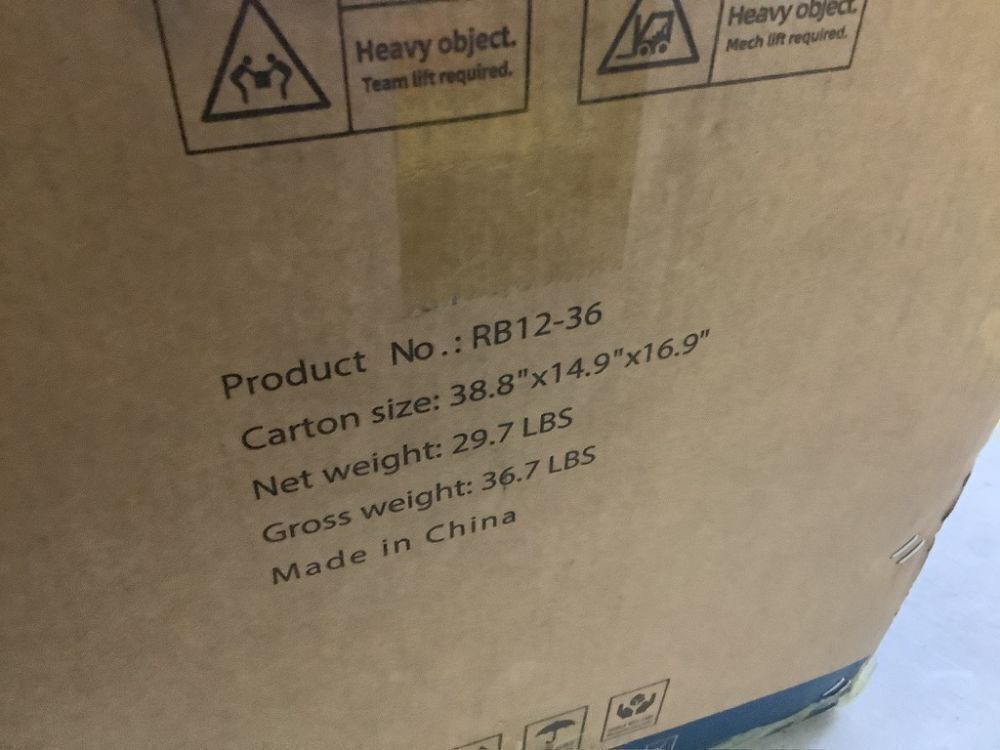 Heavy object.
Team lift required.
Heavy object.
Mech lift required.
Product No.: RB12-36
Carton size: 38.8"x14.9"x16.9"
Net weight: 29.7 LBS
Gross weight: 36.7 LBS
Made in China